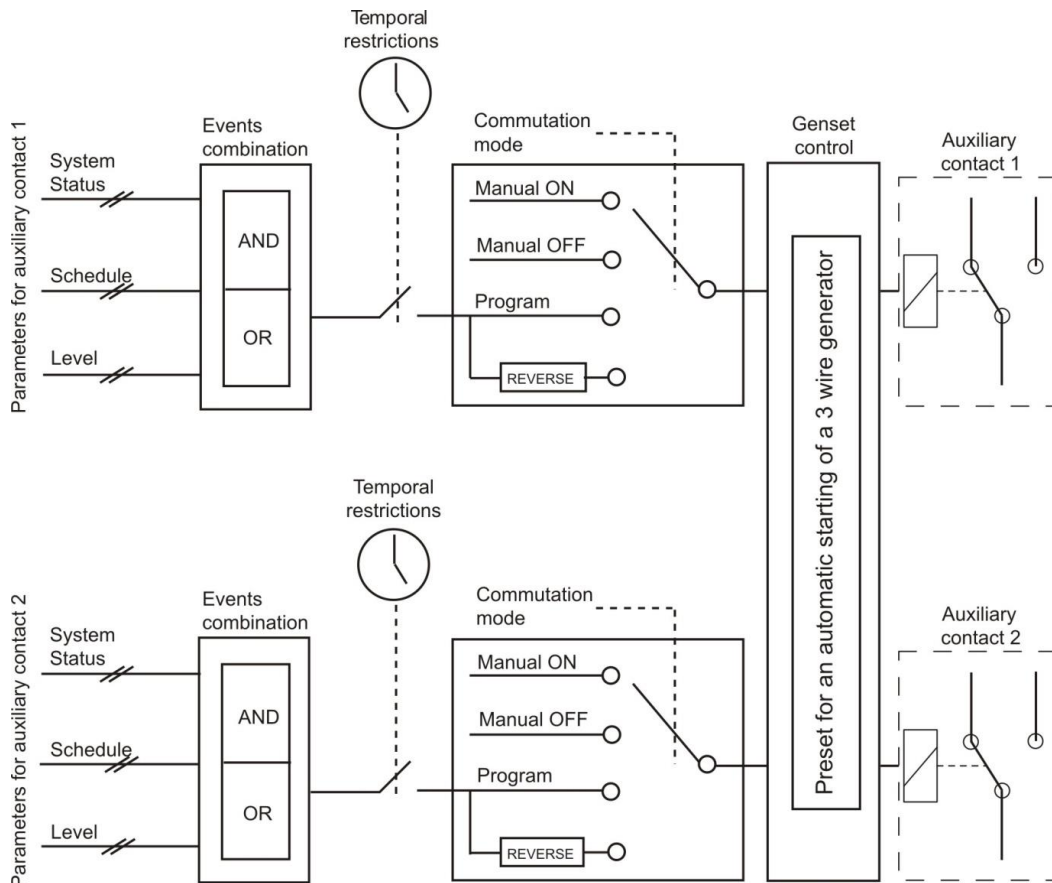 Parameters for auxiliary contact 1
System
Status
Schedule
Level
Events
combination
AND
OR
Temporal
restrictions
Commutation
mode
Manual ON
Manual OFF
Program
REVERSE
Genset
control
Preset for an automatic starting of a 3 wire generator
Auxiliary
contact 1
Parameters for auxiliary contact 2
System
Status
Schedule
Level
Events
combination
AND
OR
Temporal
restrictions
Commutation
mode
Manual ON
Manual OFF
Program
REVERSE
Auxiliary
contact 2